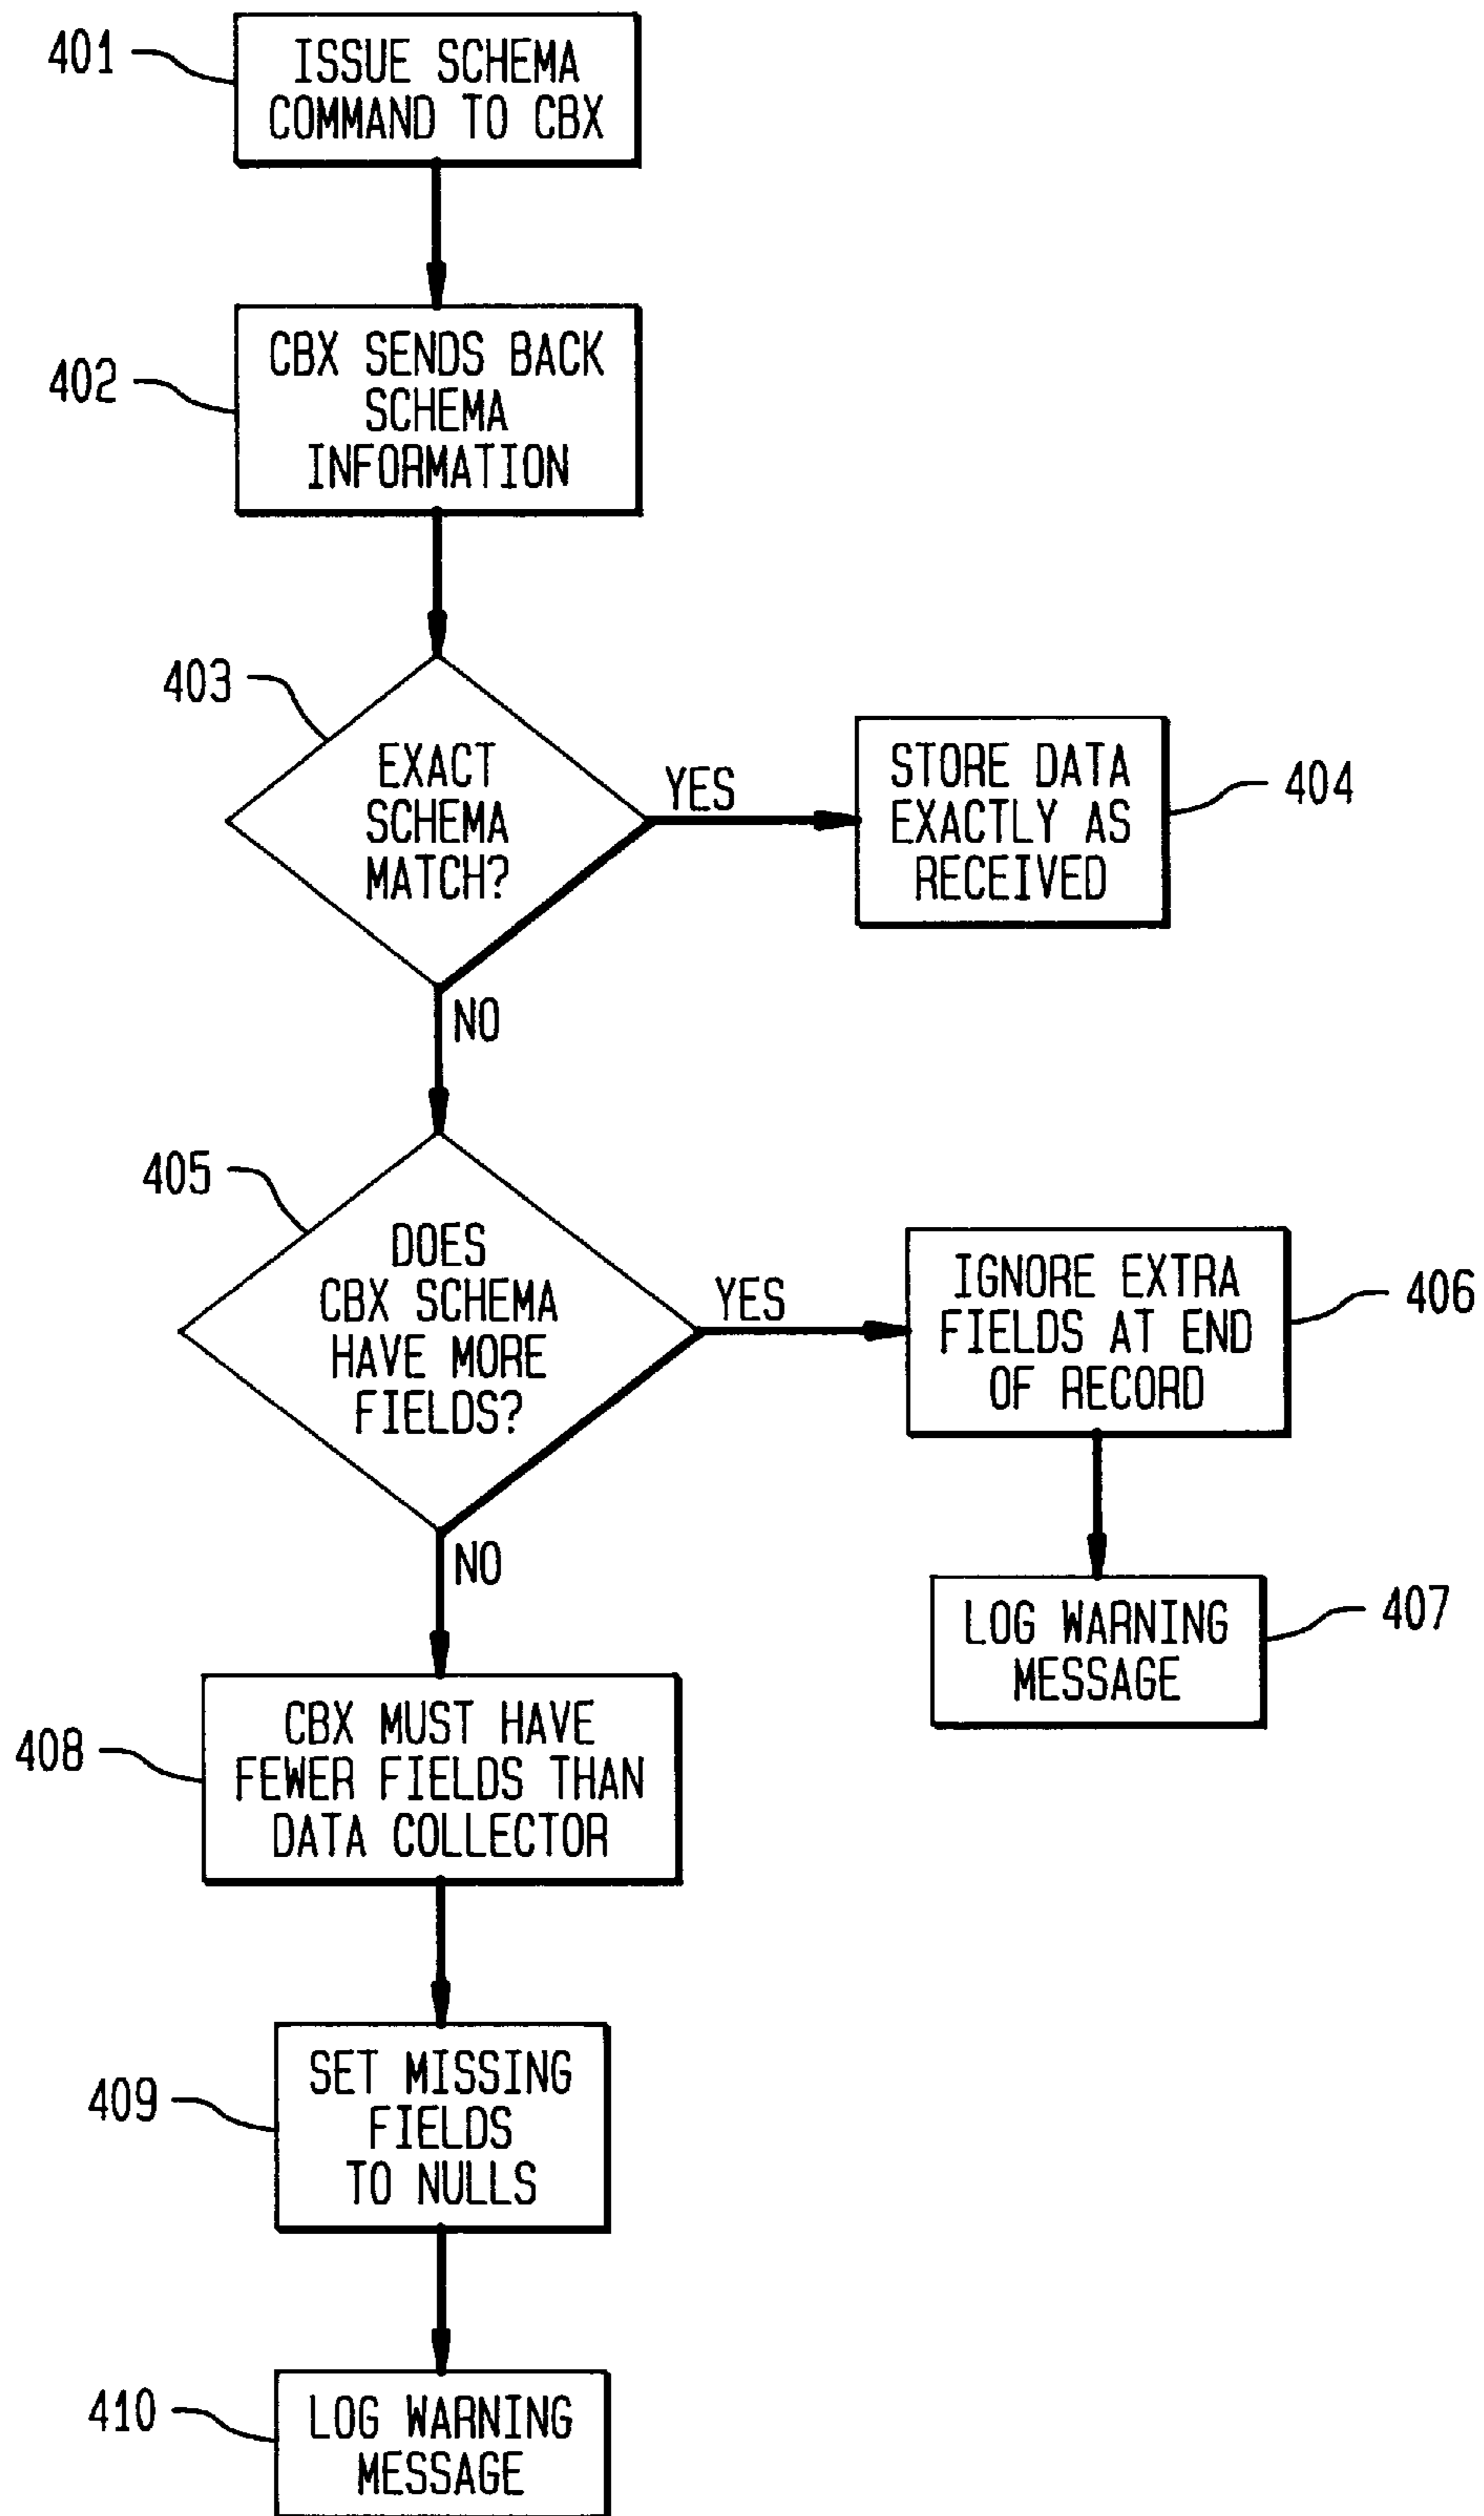 401
ISSUE SCHEMA
COMMAND TO CBX
402
CBX SENDS BACK
SCHEMA
INFORMATION
403
EXACT
SCHEMA
MATCH?
YES
STORE DATA
EXACTLY AS
RECEIVED
404
NO
405
DOES
CBX SCHEMA
HAVE MORE
FIELDS?
YES
IGNORE EXTRA
FIELDS AT END
OF RECORD
406
NO
LOG WARNING
MESSAGE
407
408
CBX MUST HAVE
FEWER FIELDS THAN
DATA COLLECTOR
409
SET MISSING
FIELDS
TO NULLS
410
LOG WARNING
MESSAGE